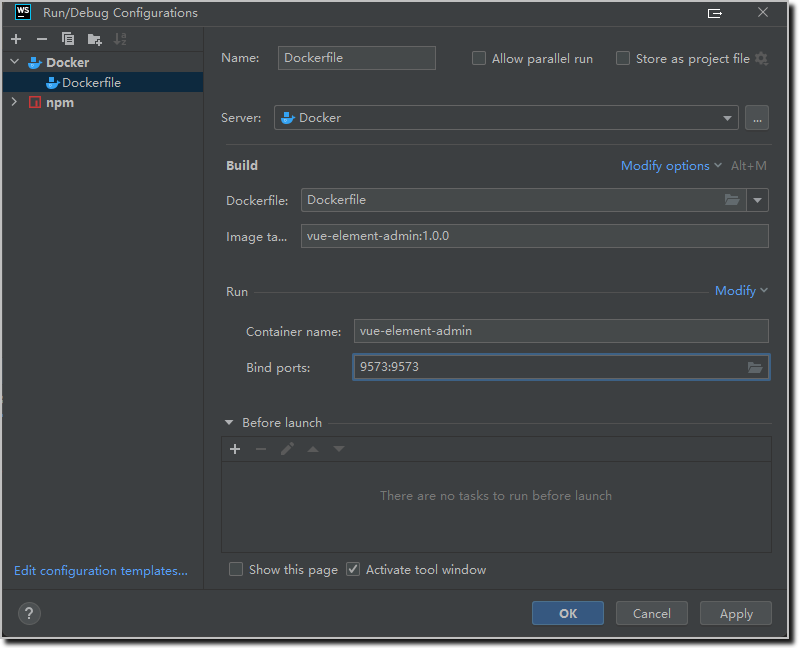 WS Run/Debug Configurations
Docker
Dockerfile
npm
Name: Dockerfile Allow parallel run Store as project file
Server: Docker ...
Build Modify options Alt+M
Dockerfile: Dockerfile
Image ta... vue-element-admin:1.0.0
Run Modify
Container name: vue-element-admin
Bind ports: 9573:9573
Before launch
There are no tasks to run before launch
Show this page Activate tool window
Edit configuration templates...
? OK Cancel Apply